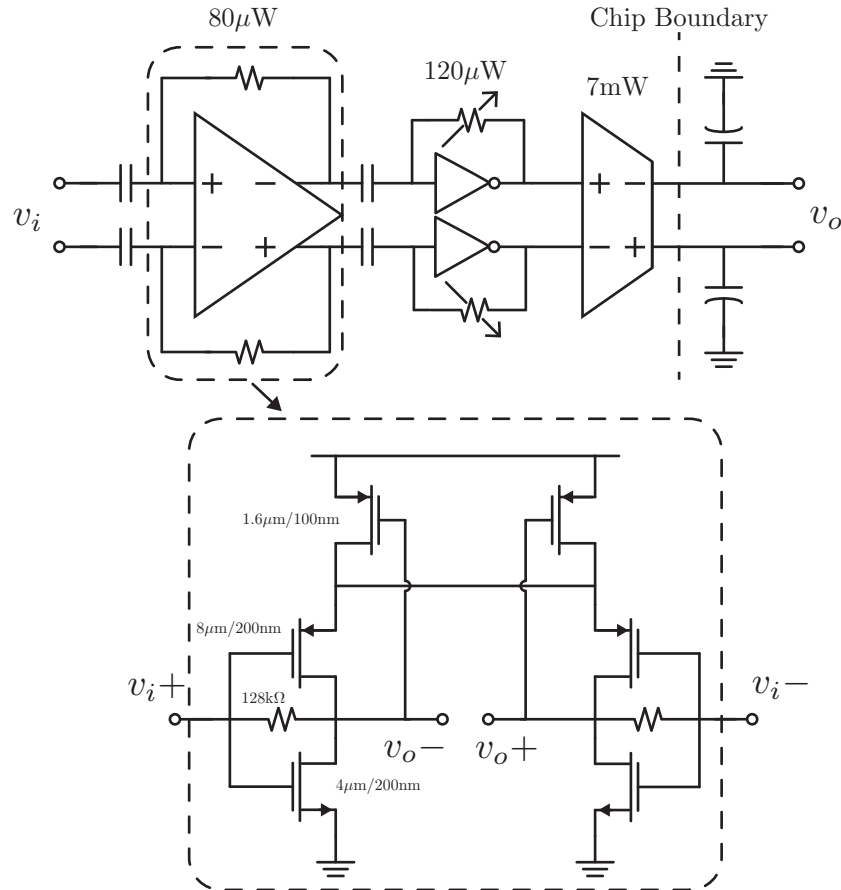 80μW
Chip Boundary
120μW
7mW
+ −
+ −
v_i
v_o
− +
− +
1.6μm/100nm
8μm/200nm
v_i+
128kΩ
v_i−
v_o−
v_o+
4μm/200nm